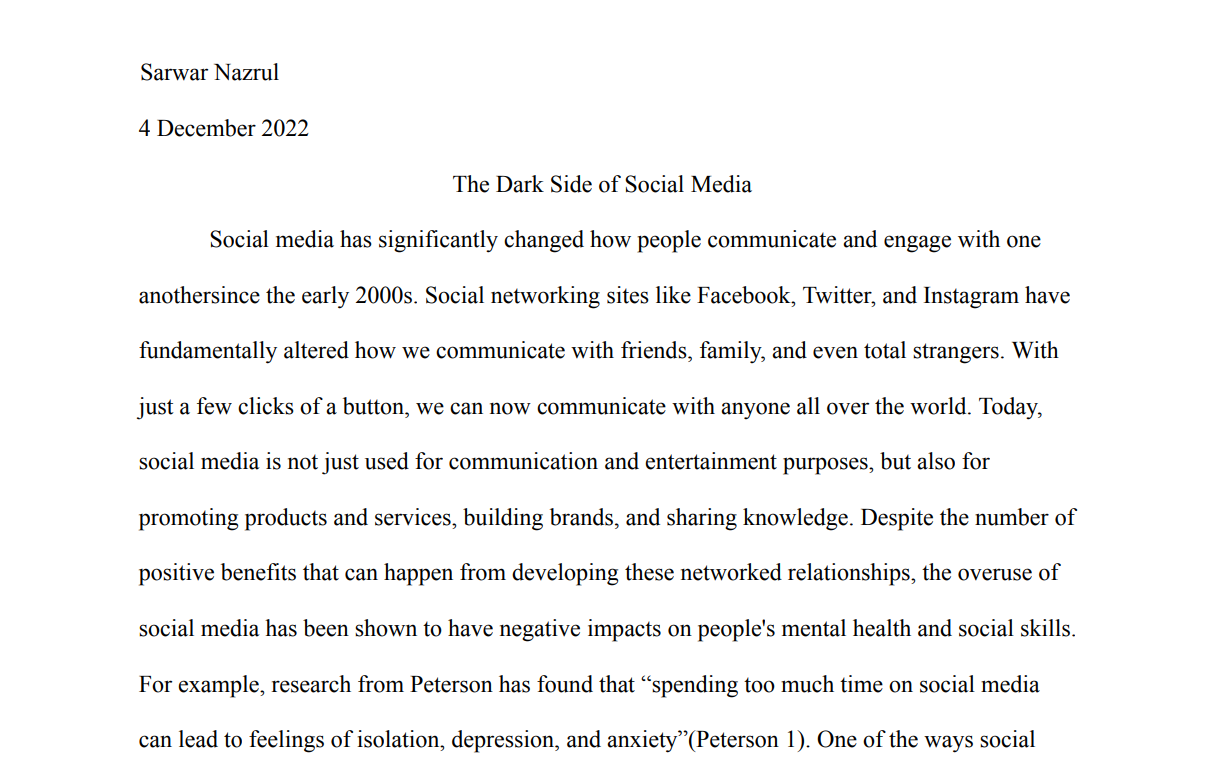 Sarwar Nazrul
4 December 2022
The Dark Side of Social Media
Social media has significantly changed how people communicate and engage with one
anothersince the early 2000s. Social networking sites like Facebook, Twitter, and Instagram have
fundamentally altered how we communicate with friends, family, and even total strangers. With
just a few clicks of a button, we can now communicate with anyone all over the world. Today,
social media is not just used for communication and entertainment purposes, but also for
promoting products and services, building brands, and sharing knowledge. Despite the number of
positive benefits that can happen from developing these networked relationships, the overuse of
social media has been shown to have negative impacts on people's mental health and social skills.
For example, research from Peterson has found that “spending too much time on social media
can lead to feelings of isolation, depression, and anxiety”(Peterson 1). One of the ways social